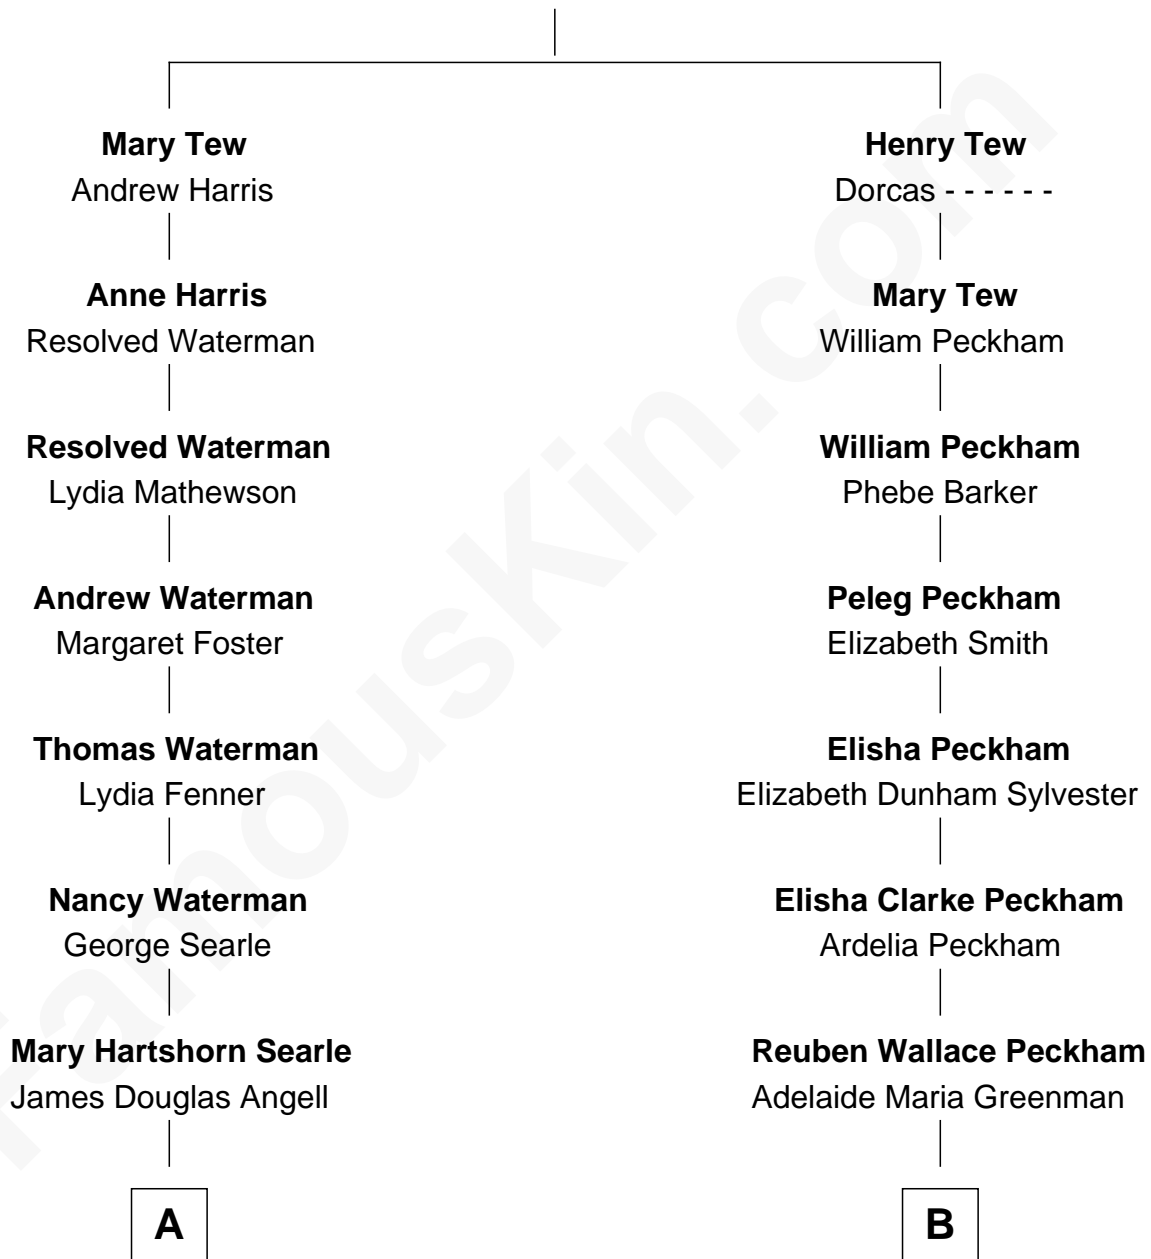 Mary Tew
Andrew Harris
Anne Harris
Resolved Waterman
Resolved Waterman
Lydia Mathewson
Andrew Waterman
Margaret Foster
Thomas Waterman
Lydia Fenner
Nancy Waterman
George Searle
Mary Hartshorn Searle
James Douglas Angell
A
Henry Tew
Dorcas - - - - - -
Mary Tew
William Peckham
William Peckham
Phebe Barker
Peleg Peckham
Elizabeth Smith
Elisha Peckham
Elizabeth Dunham Sylvester
Elisha Clarke Peckham
Ardelia Peckham
Reuben Wallace Peckham
Adelaide Maria Greenman
B
FamousKin.com